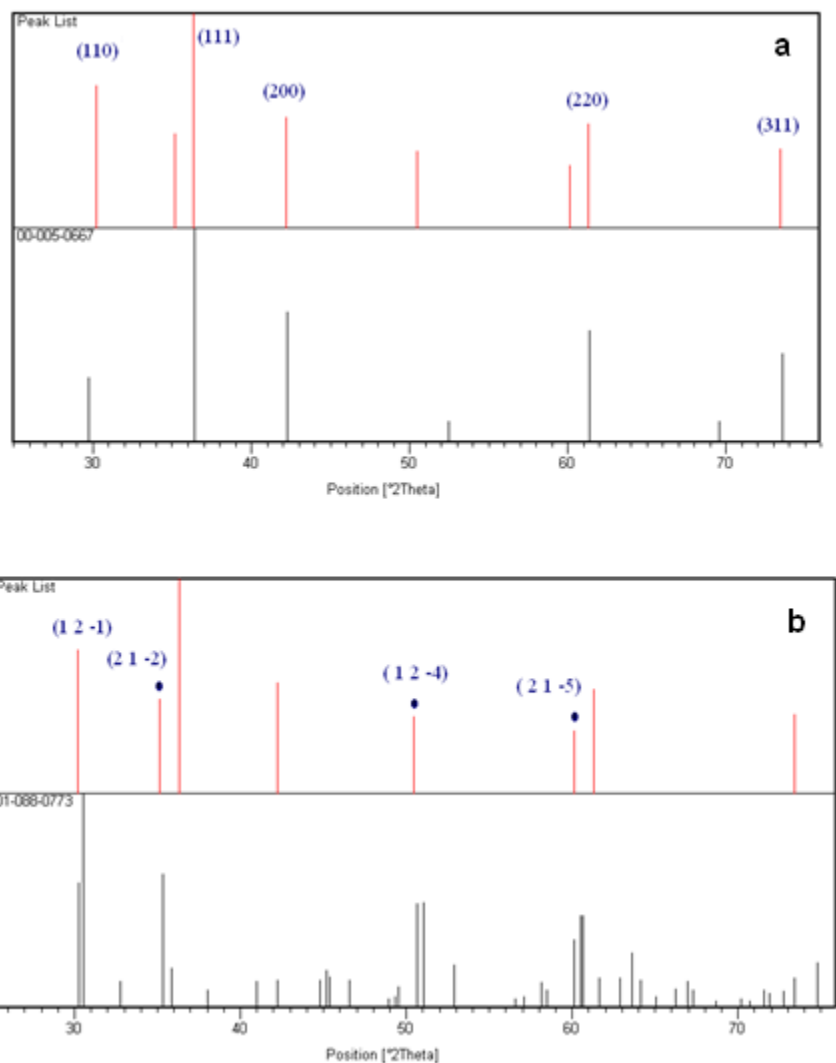 Peak List
a
(110)
(111)
(200)
(220)
(311)
00-005-0667
30 40 50 60 70
Position [°2Theta]
Peak List
b
(1 2 -1)
(2 1 -2)
( 1 2 -4)
( 2 1 -5)
01-088-0773
30 40 50 60 70
Position [°2Theta]